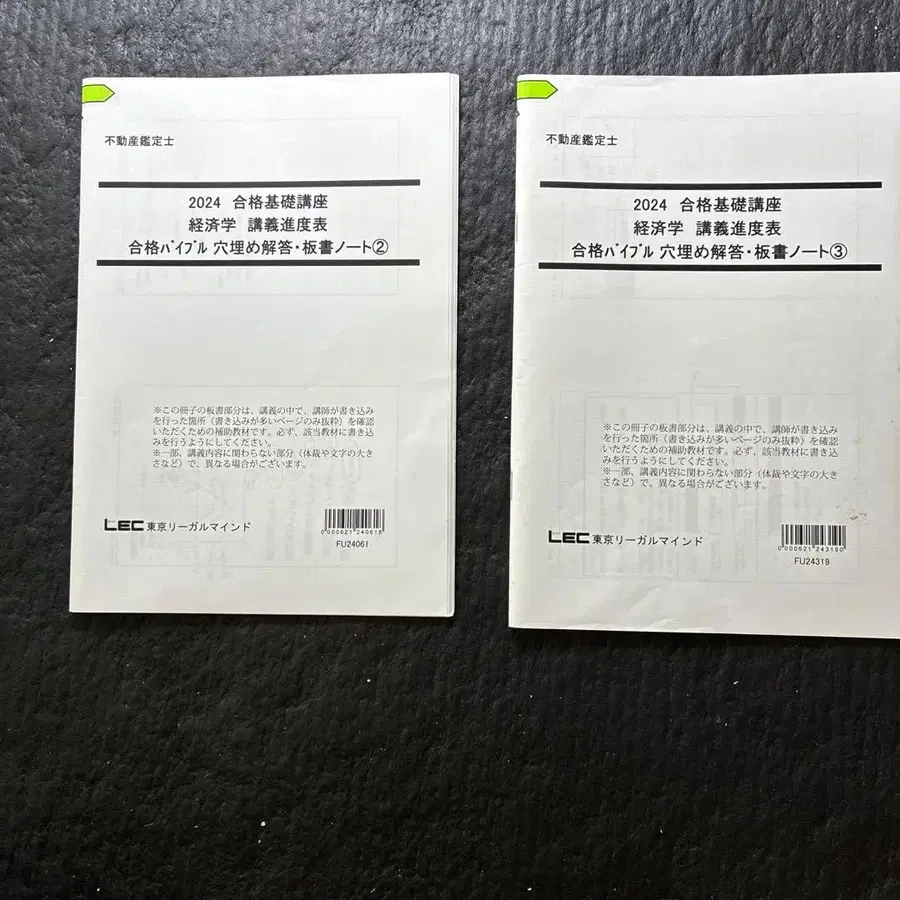 不動産鑑定士
2024 合格基礎講座
経済学 講義進度表
合格ﾊﾞｲﾌﾞﾙ 穴埋め解答・板書ノート②
※この冊子の板書部分は、講義の中で、講師が書き込み
を行った箇所（書き込みが多いページのみ抜粋）を確認
いただくための補助教材です。必ず、該当教材に書き込
みを行うようにしてください。
※一部、講義内容に関わらない部分（体裁や文字の大き
さなど）で、異なる場合がございます。
LEC東京リーガルマインド
0 000621 240618
FU24061
不動産鑑定士
2024 合格基礎講座
経済学 講義進度表
合格ﾊﾞｲﾌﾞﾙ 穴埋め解答・板書ノート③
※この冊子の板書部分は、講義の中で、講師が書き込み
を行った箇所（書き込みが多いページのみ抜粋）を確認
いただくための補助教材です。必ず、該当教材に書き込
みを行うようにしてください。
※一部、講義内容に関わらない部分（体裁や文字の大き
さなど）で、異なる場合がございます。
LEC東京リーガルマインド
0 000621 243190
FU24319